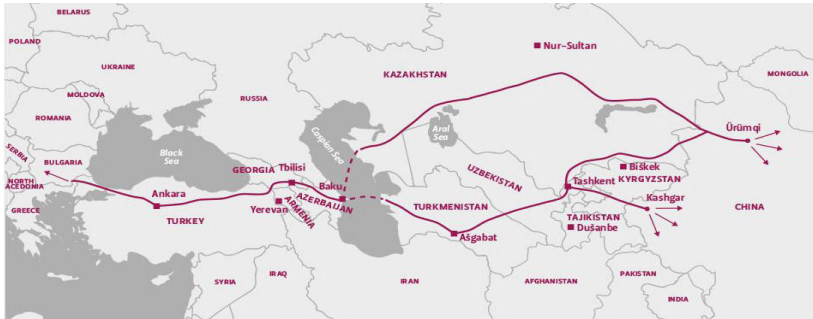 BELARUS
POLAND
UKRAINE
MOLDOVA
ROMANIA
SERBIA
BULGARIA
NORTH
ACEDONIA
GREECE
Black
Sea
RUSSIA
KAZAKHSTAN
Nur–Sultan
MONGOLIA
Caspian Sea
Aral
Sea
Ürümqi
GEORGIA
Tbilisi
Baku
AZERBAIJAN
Ankara
TURKEY
Yerevan
ARMENIA
UZBEKISTAN
TURKMENISTAN
Ašgabat
Biškek
KYRGYZSTAN
Tashkent
Kashgar
TAJIKISTAN
Dušanbe
CHINA
SYRIA
IRAQ
IRAN
AFGHANISTAN
PAKISTAN
INDIA